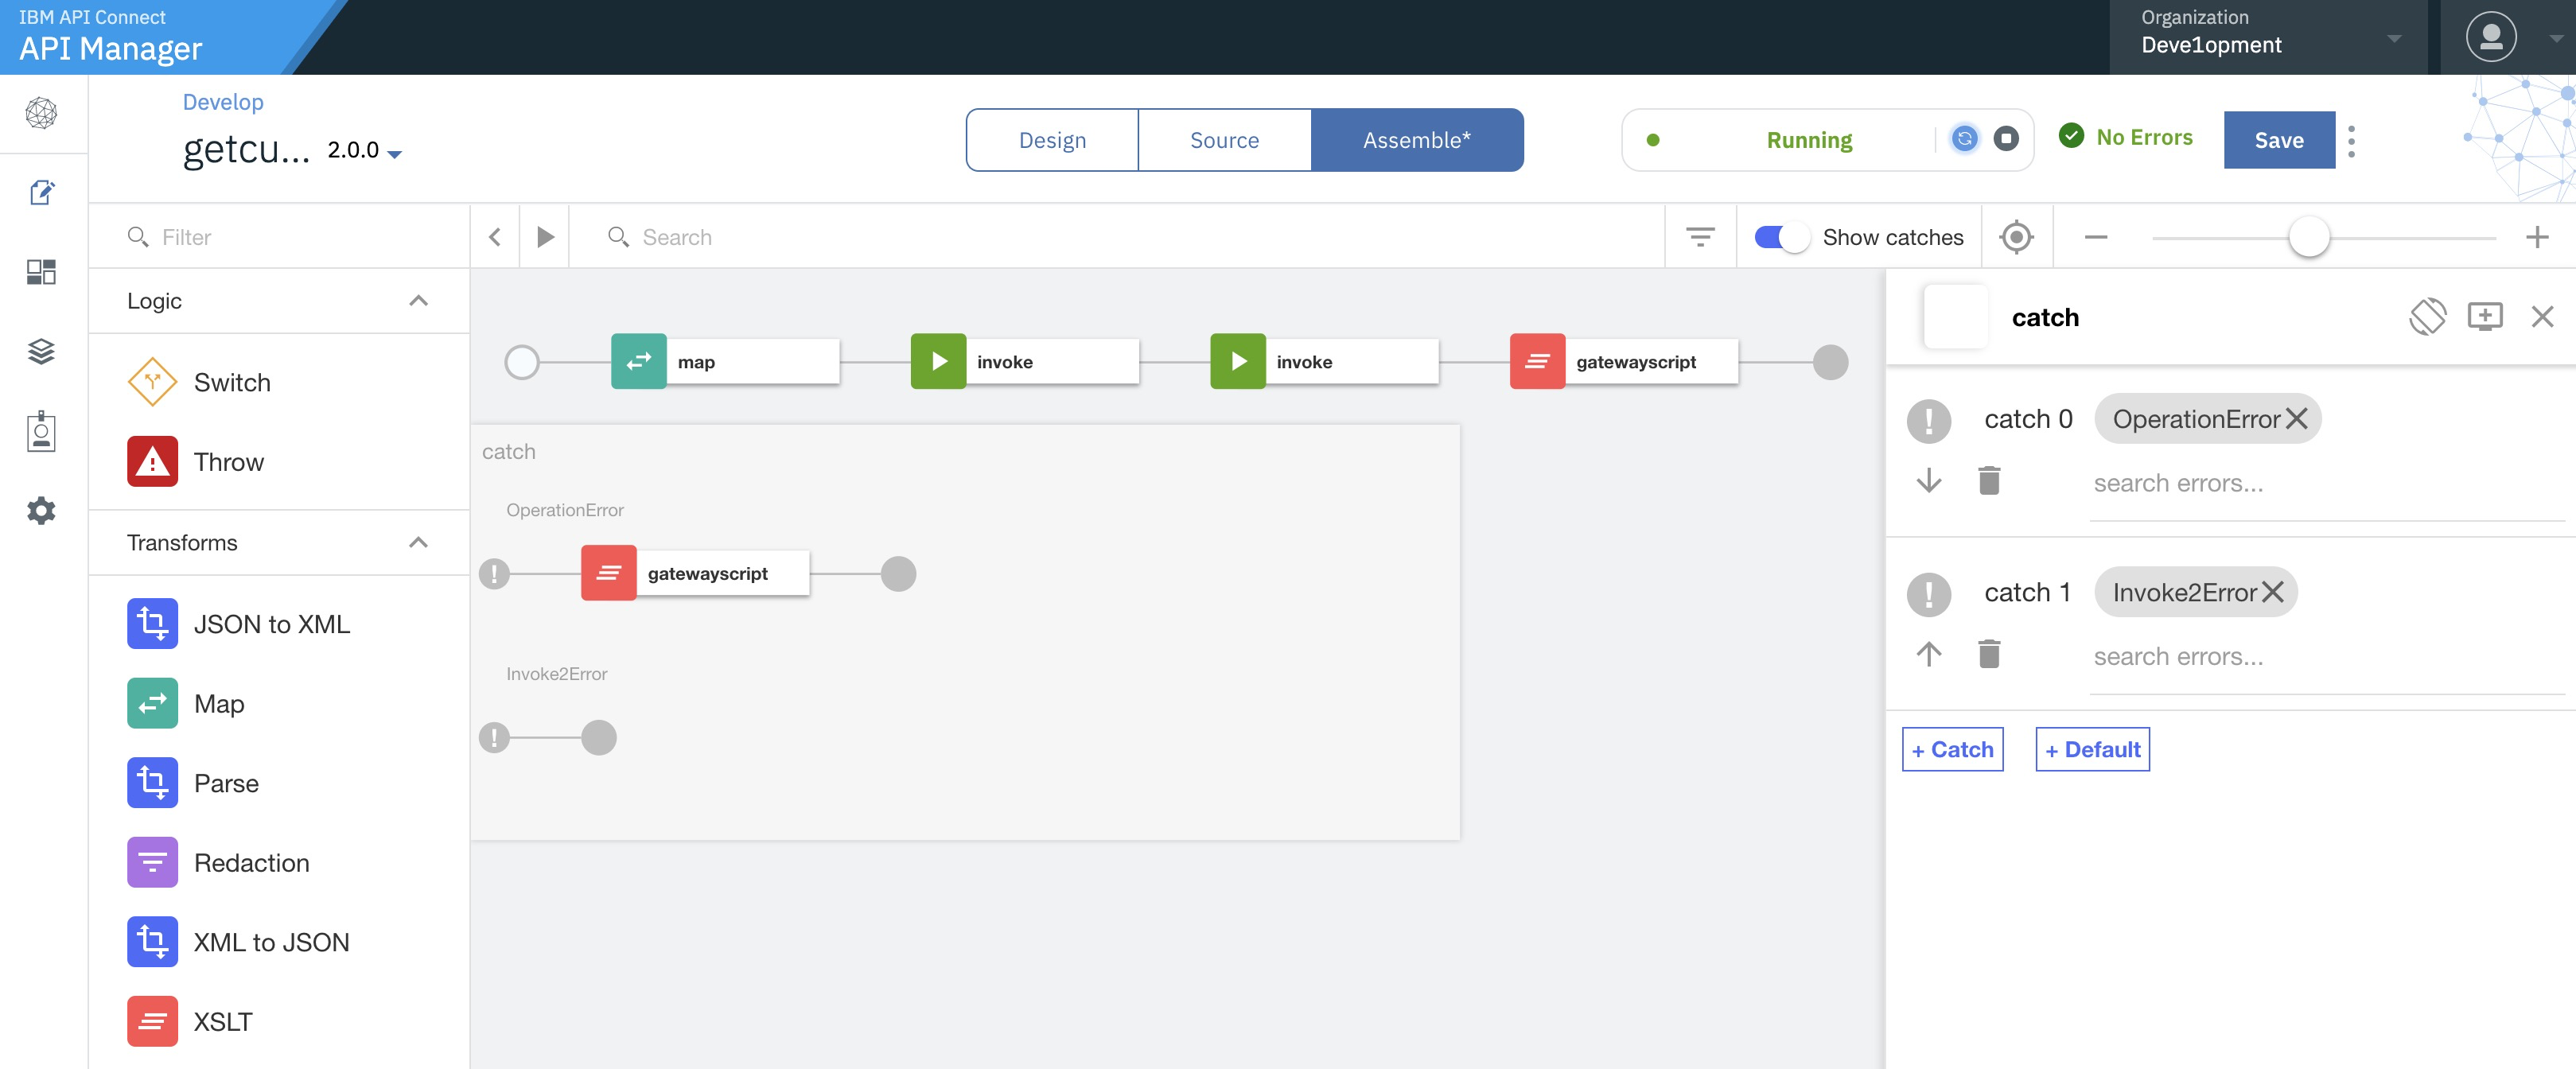 IBM API Connect
API Manager
Organization
Deve1opment
Develop
getcu... 2.0.0
Design
Source
Assemble*
Running
No Errors
Save
Filter
Search
Show catches
Logic
Switch
Throw
Transforms
JSON to XML
Map
Parse
Redaction
XML to JSON
XSLT
map
invoke
invoke
gatewayscript
catch
OperationError
gatewayscript
Invoke2Error
catch
catch 0
OperationError
search errors...
catch 1
Invoke2Error
search errors...
+ Catch
+ Default